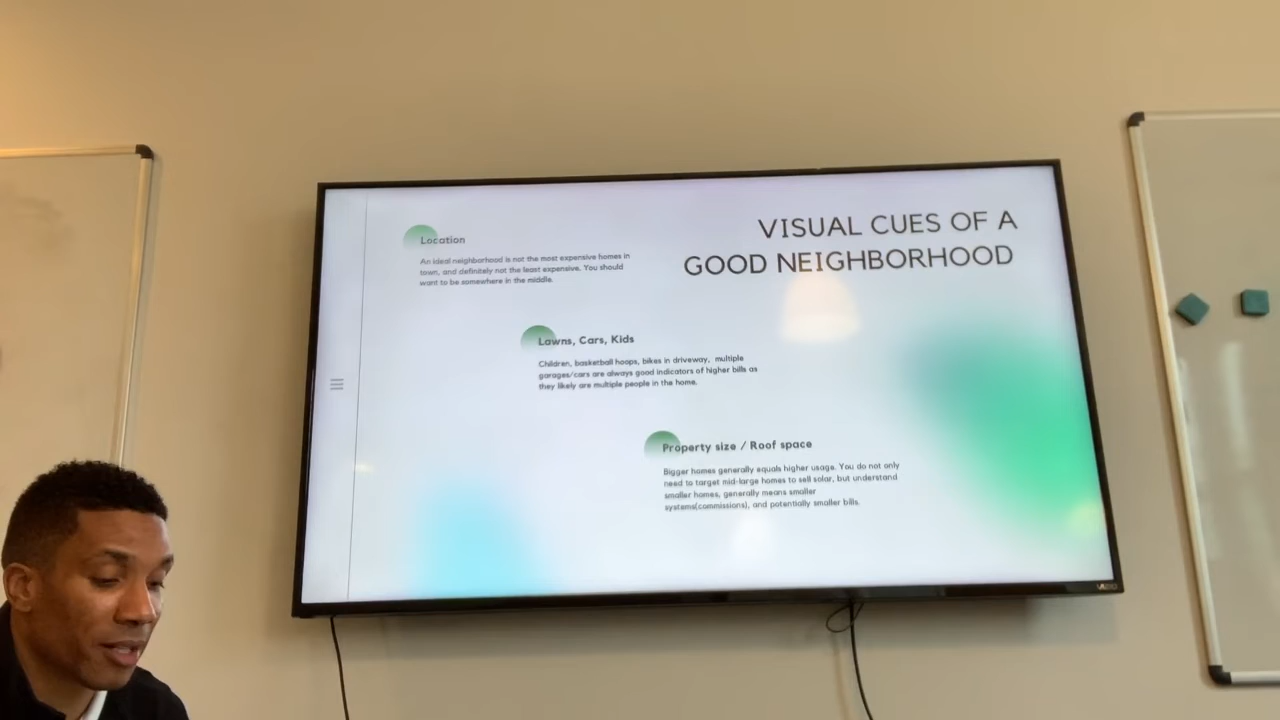 VISUAL CUES OF A
GOOD NEIGHBORHOOD
Location
An ideal neighborhood is not the most expensive homes in
town, and definitely not the least expensive. You should
want to be somewhere in the middle.
Lawns, Cars, Kids
Children, basketball hoops, bikes in driveway, multiple
garages/cars are always good indicators of higher bills as
they likely are multiple people in the home.
Property size / Roof space
Bigger homes generally equals higher usage. You do not only
need to target mid-large homes to sell solar, but understand
smaller homes, generally means smaller
systems(commissions), and potentially smaller bills.
VIZIO